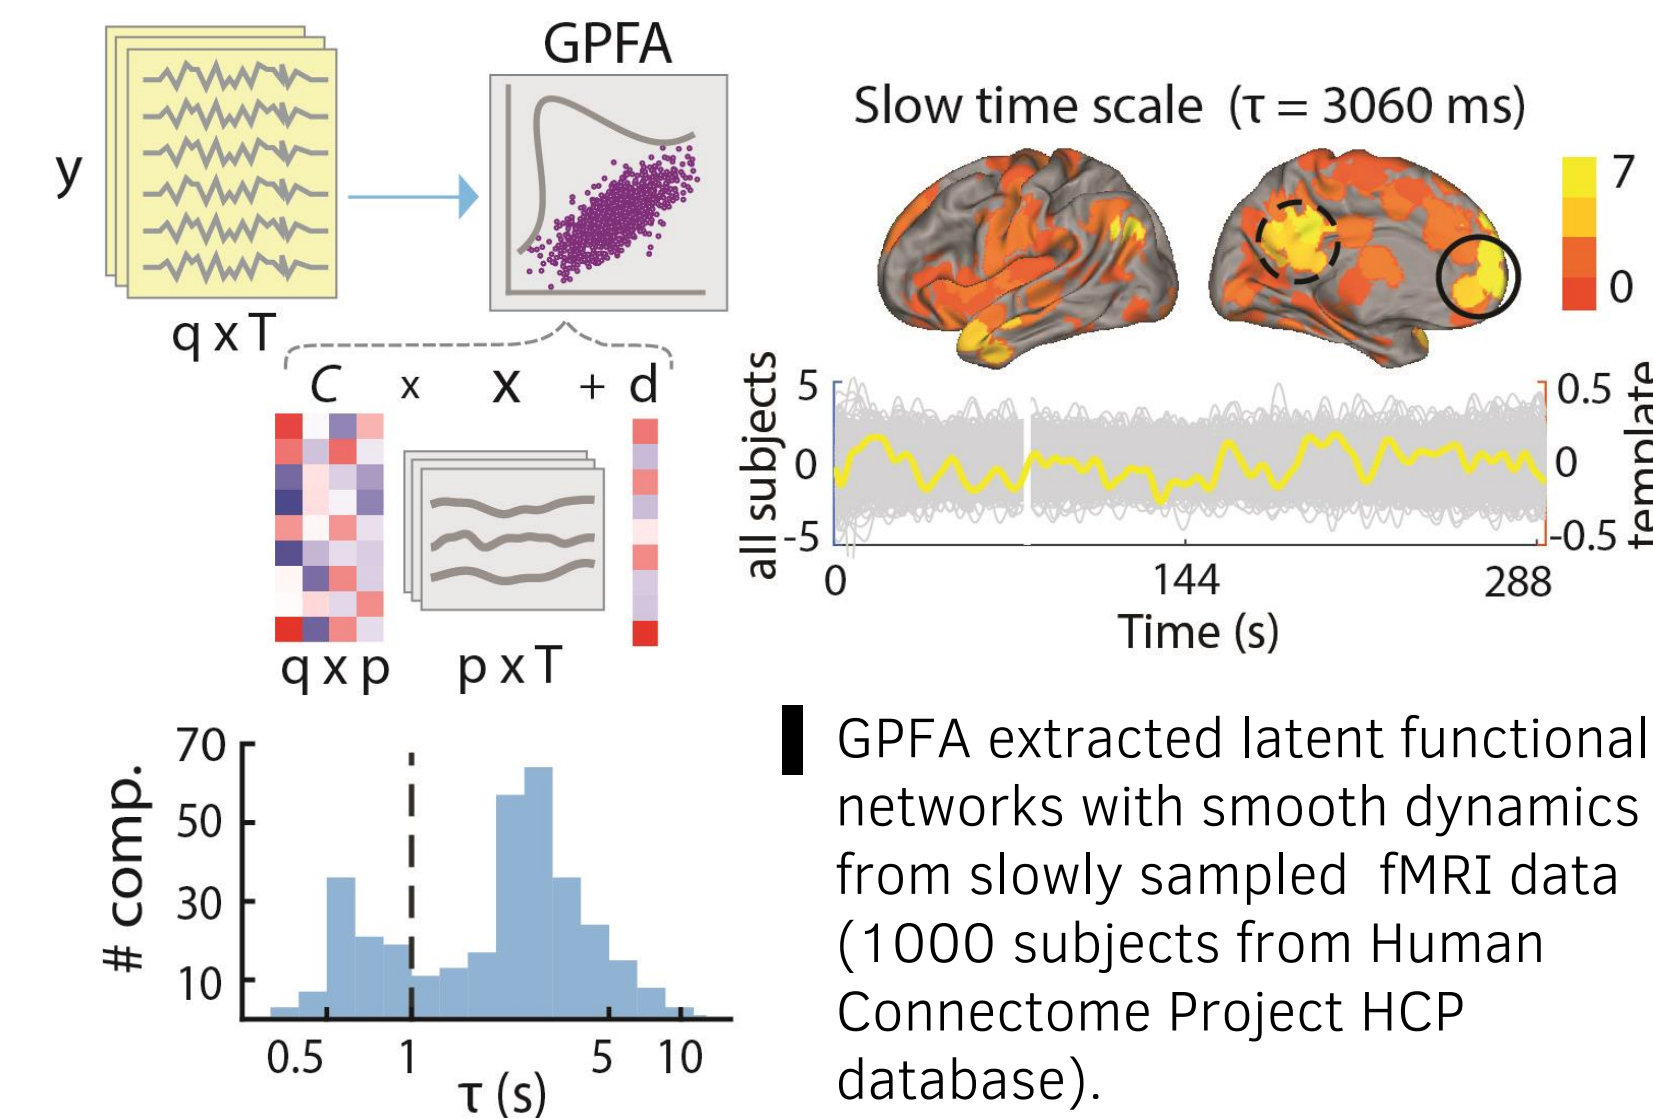 GPFA
y
q x T
C x x + d
q x p
p x T
70
50
30
10
# comp.
0.5 1 5 10
τ (s)
Slow time scale (τ = 3060 ms)
7
0
all subjects
5
0
-5
0.5
0
-0.5
template
0 144 288
Time (s)
GPFA extracted latent functional
networks with smooth dynamics
from slowly sampled fMRI data
(1000 subjects from Human
Connectome Project HCP
database).